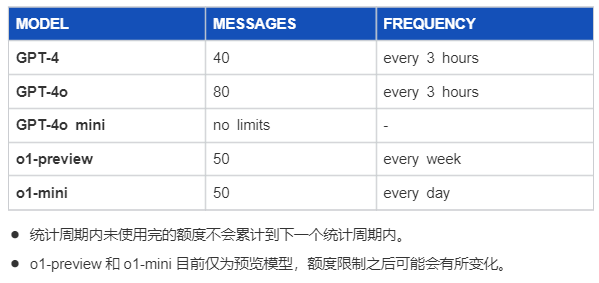 MODEL MESSAGES FREQUENCY
GPT-4 40 every 3 hours
GPT-4o 80 every 3 hours
GPT-4o mini no limits -
o1-preview 50 every week
o1-mini 50 every day
● 统计周期内未使用完的额度不会累计到下一个统计周期内。
● o1-preview 和 o1-mini 目前仅为预览模型，额度限制之后可能会有所变化。